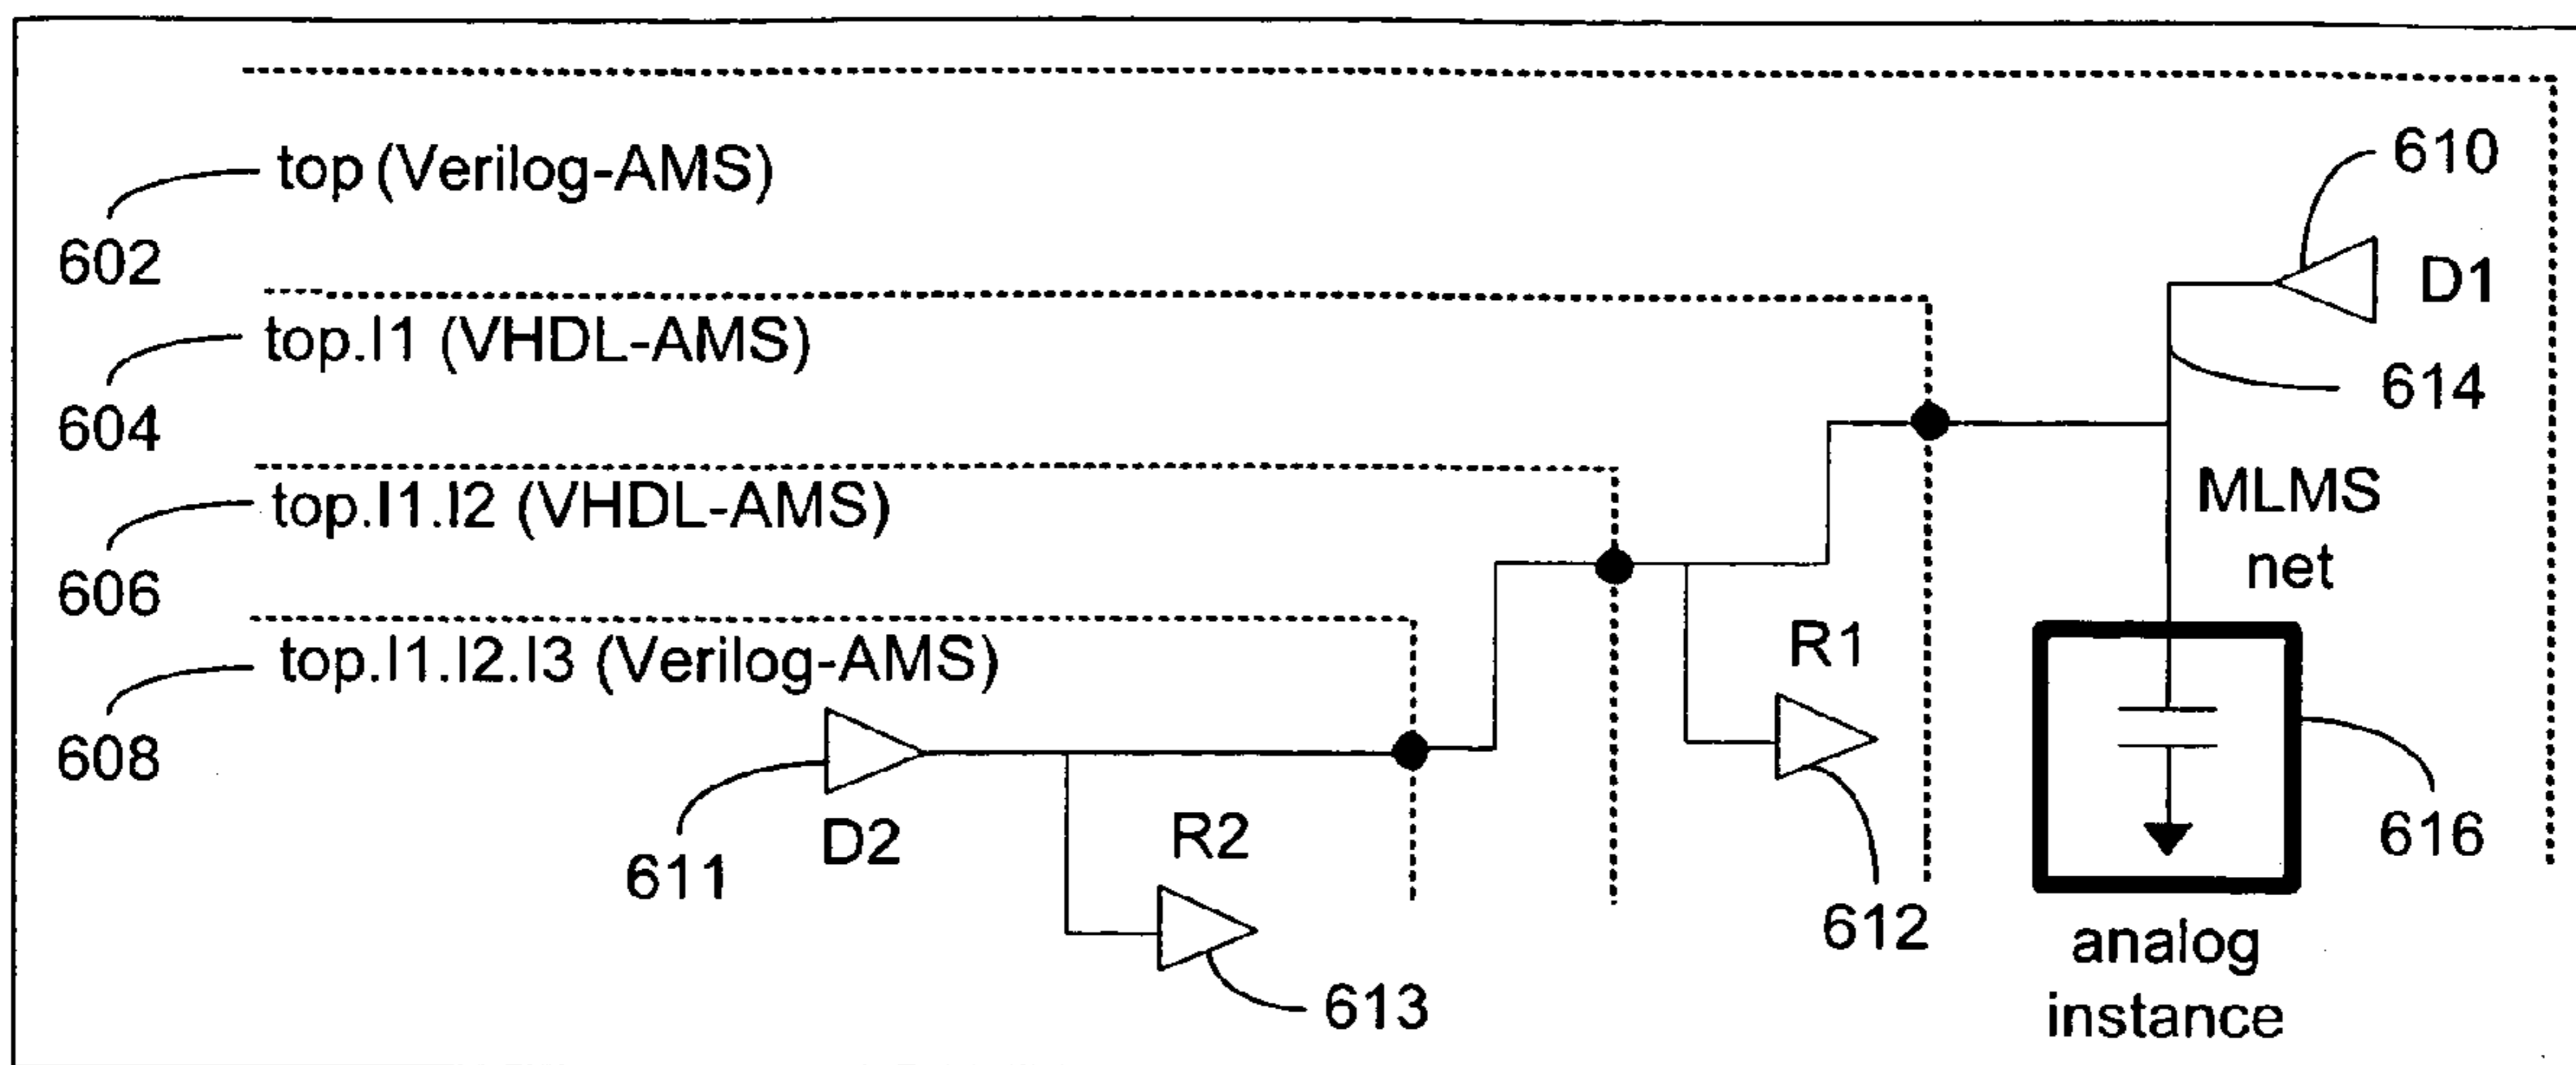 top (Verilog-AMS)
610
602
D1
top.I1 (VHDL-AMS)
614
604
MLMS
net
top.I1.I2 (VHDL-AMS)
606
R1
top.I1.I2.I3 (Verilog-AMS)
608
D2
R2
616
611
612
analog
instance
613